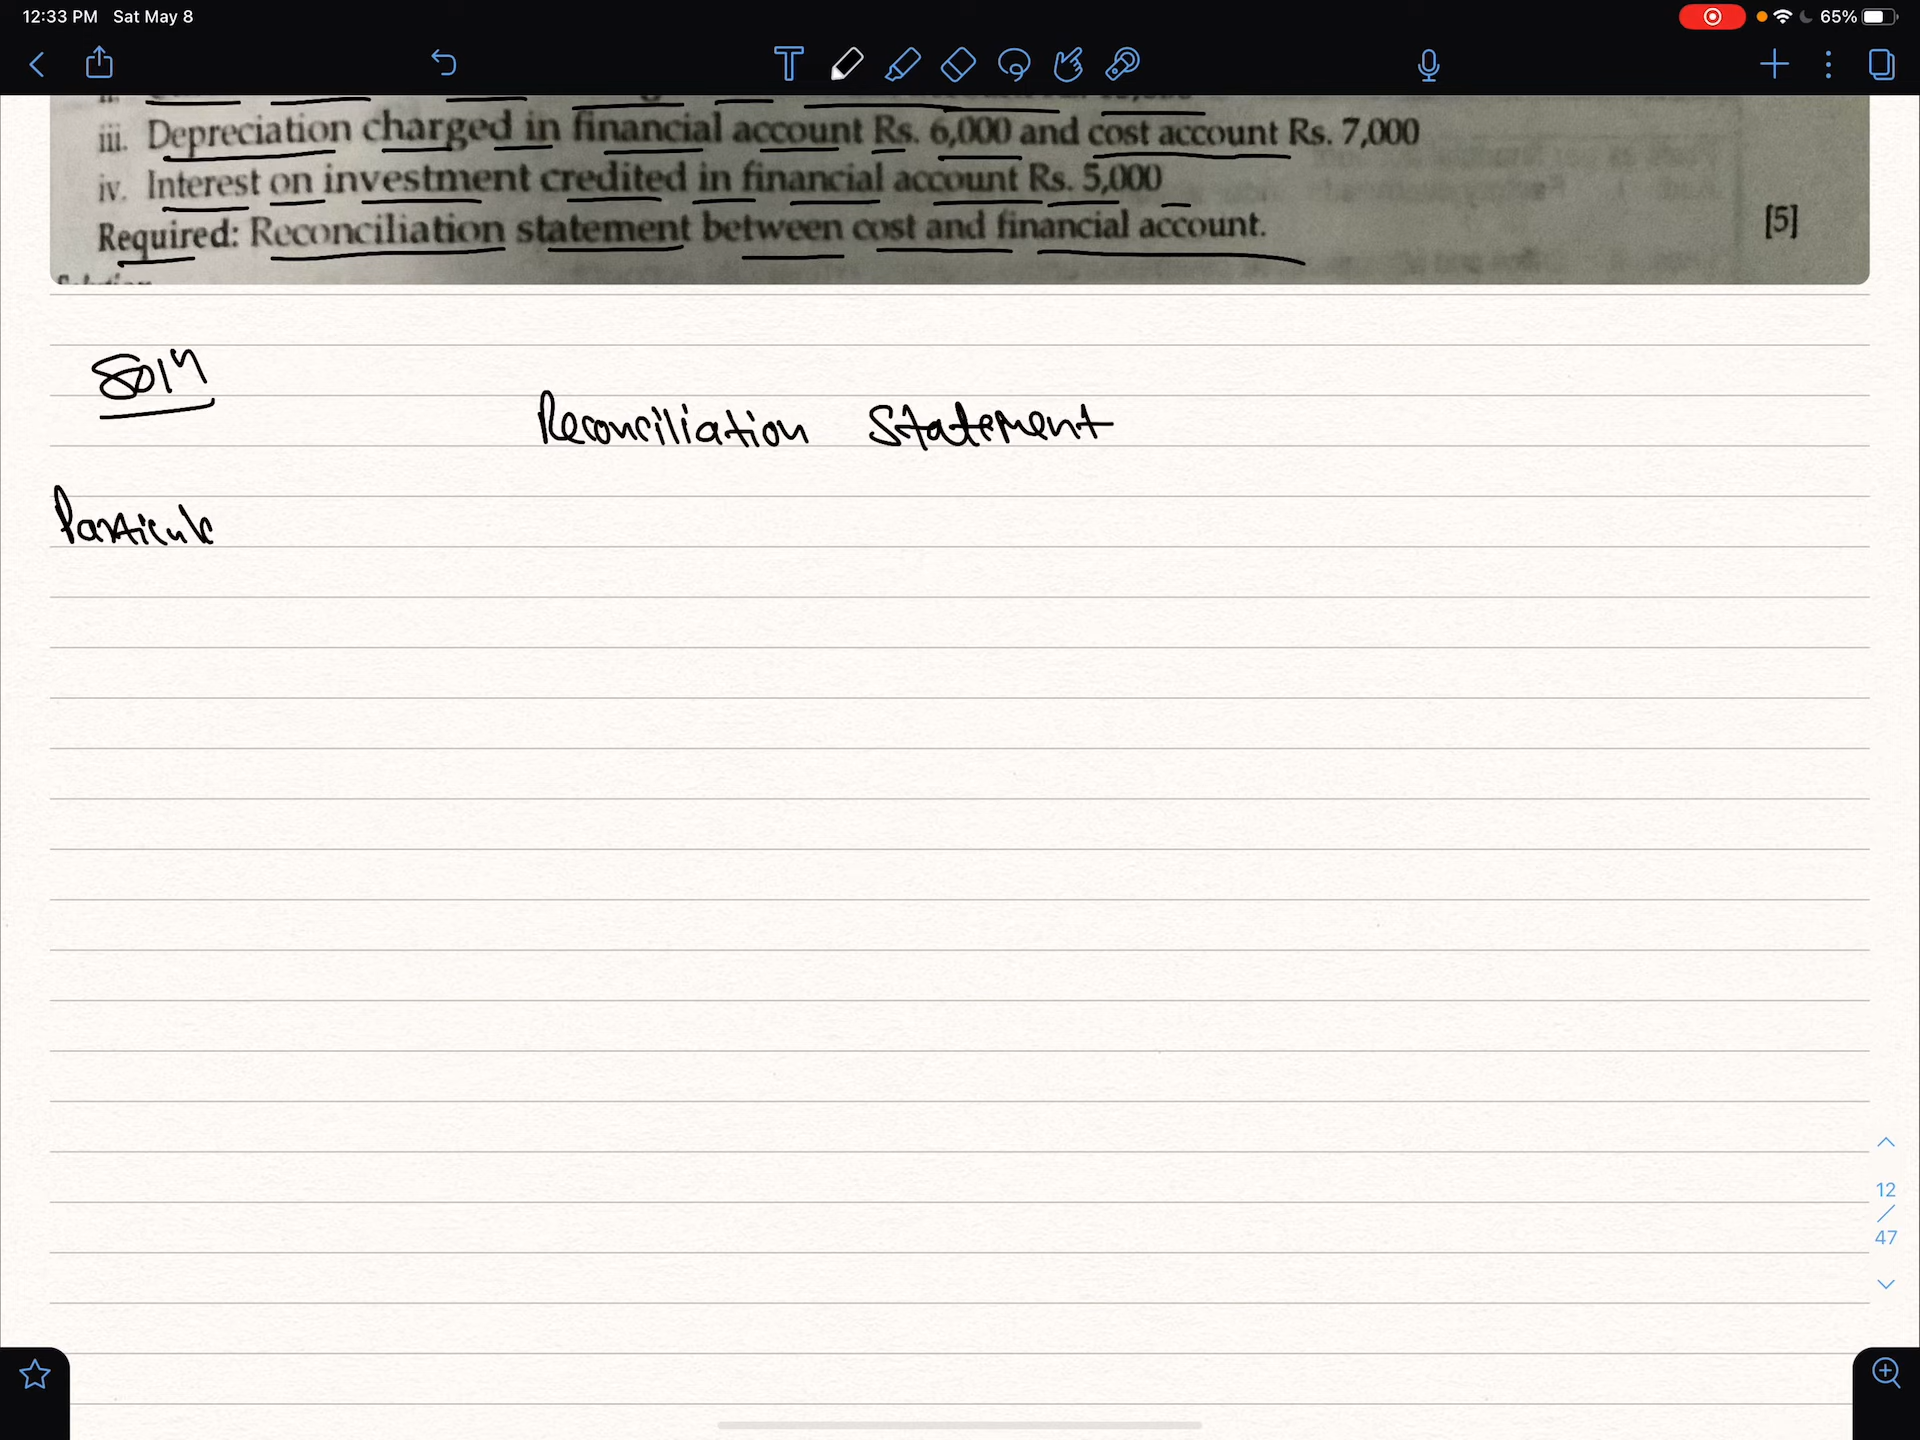 12:33 PM Sat May 8
65%
T
ii.
iii. Depreciation charged in financial account Rs. 6,000 and cost account Rs. 7,000
iv. Interest on investment credited in financial account Rs. 5,000
Required: Reconciliation statement between cost and financial account.
[5]
Soln
Reconciliation Statement
Particul
12
/
47